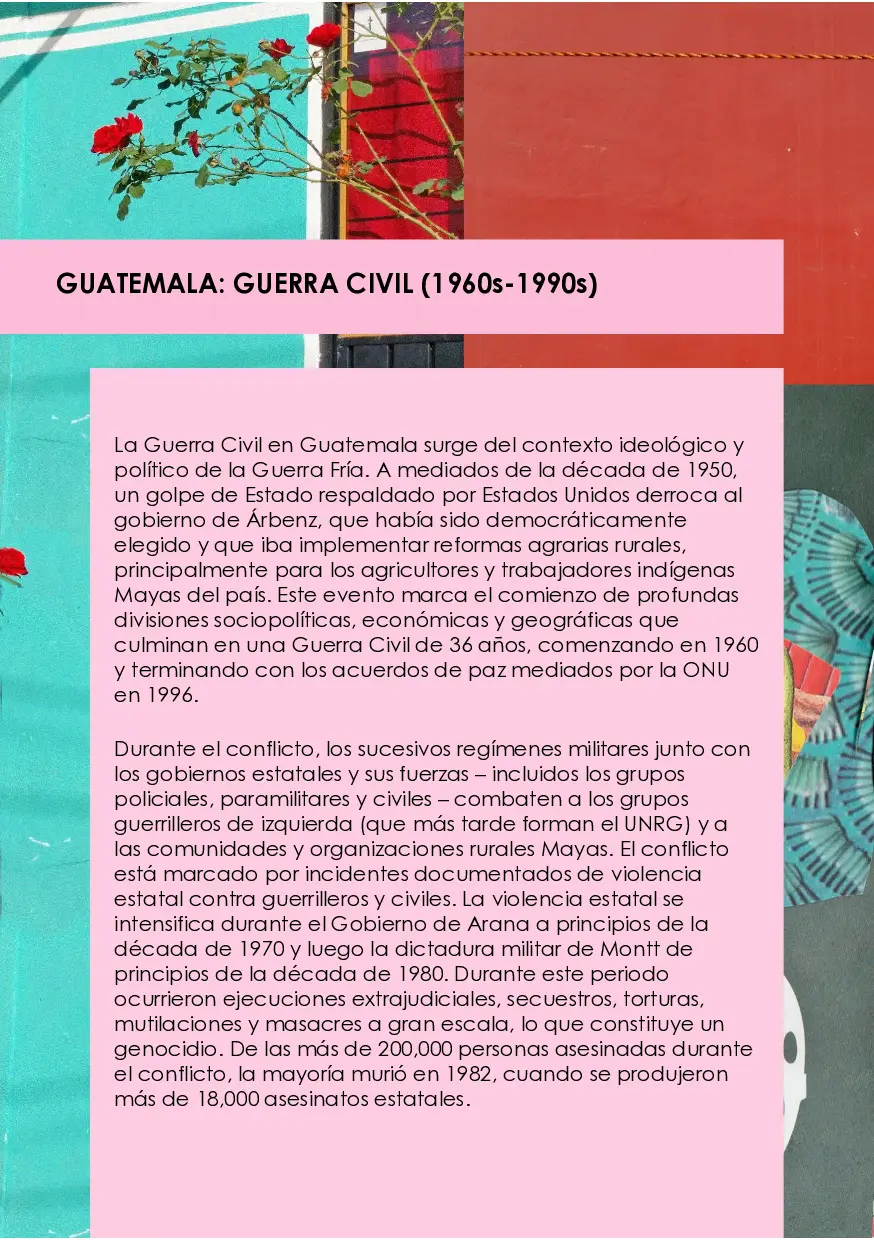 GUATEMALA: GUERRA CIVIL (1960s-1990s)
La Guerra Civil en Guatemala surge del contexto ideológico y
político de la Guerra Fría. A mediados de la década de 1950,
un golpe de Estado respaldado por Estados Unidos derroca al
gobierno de Árbenz, que había sido democráticamente
elegido y que iba implementar reformas agrarias rurales,
principalmente para los agricultores y trabajadores indígenas
Mayas del país. Este evento marca el comienzo de profundas
divisiones sociopolíticas, económicas y geográficas que
culminan en una Guerra Civil de 36 años, comenzando en 1960
y terminando con los acuerdos de paz mediados por la ONU
en 1996.
Durante el conflicto, los sucesivos regímenes militares junto con
los gobiernos estatales y sus fuerzas – incluidos los grupos
policiales, paramilitares y civiles – combaten a los grupos
guerrilleros de izquierda (que más tarde forman el UNRG) y a
las comunidades y organizaciones rurales Mayas. El conflicto
está marcado por incidentes documentados de violencia
estatal contra guerrilleros y civiles. La violencia estatal se
intensifica durante el Gobierno de Arana a principios de la
década de 1970 y luego la dictadura militar de Montt de
principios de la década de 1980. Durante este periodo
ocurrieron ejecuciones extrajudiciales, secuestros, torturas,
mutilaciones y masacres a gran escala, lo que constituye un
genocidio. De las más de 200,000 personas asesinadas durante
el conflicto, la mayoría murió en 1982, cuando se produjeron
más de 18,000 asesinatos estatales.